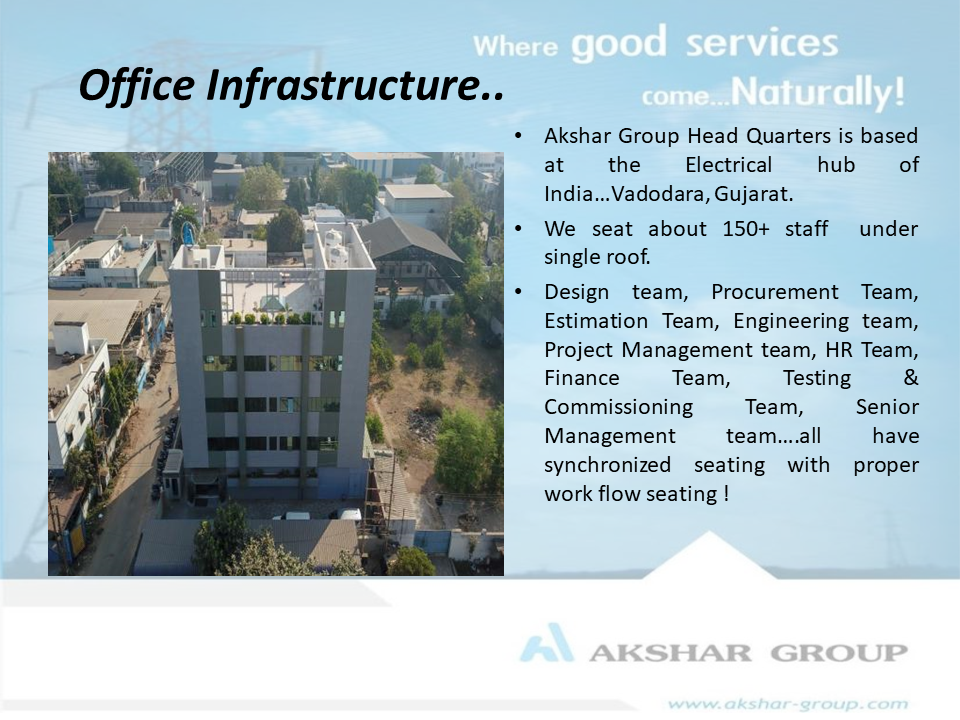 Where good services
come...Naturally!
Office Infrastructure..
• Akshar Group Head Quarters is based
at the Electrical hub of
India...Vadodara, Gujarat.
• We seat about 150+ staff under
single roof.
• Design team, Procurement Team,
Estimation Team, Engineering team,
Project Management team, HR Team,
Finance Team, Testing &
Commissioning Team, Senior
Management team....all have
synchronized seating with proper
work flow seating !
AKSHAR GROUP
www.akshar-group.com